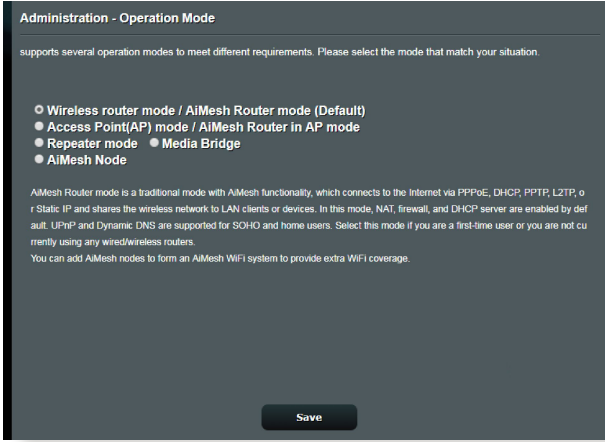 Administration - Operation Mode
supports several operation modes to meet different requirements. Please select the mode that match your situation.
Wireless router mode / AiMesh Router mode (Default)
Access Point(AP) mode / AiMesh Router in AP mode
Repeater mode Media Bridge
AiMesh Node
AiMesh Router mode is a traditional mode with AiMesh functionality, which connects to the Internet via PPPoE, DHCP, PPTP, L2TP, o
r Static IP and shares the wireless network to LAN clients or devices. In this mode, NAT, firewall, and DHCP server are enabled by def
ault. UPnP and Dynamic DNS are supported for SOHO and home users. Select this mode if you are a first-time user or you are not cu
rrently using any wired/wireless routers.
You can add AiMesh nodes to form an AiMesh WiFi system to provide extra WiFi coverage.
Save